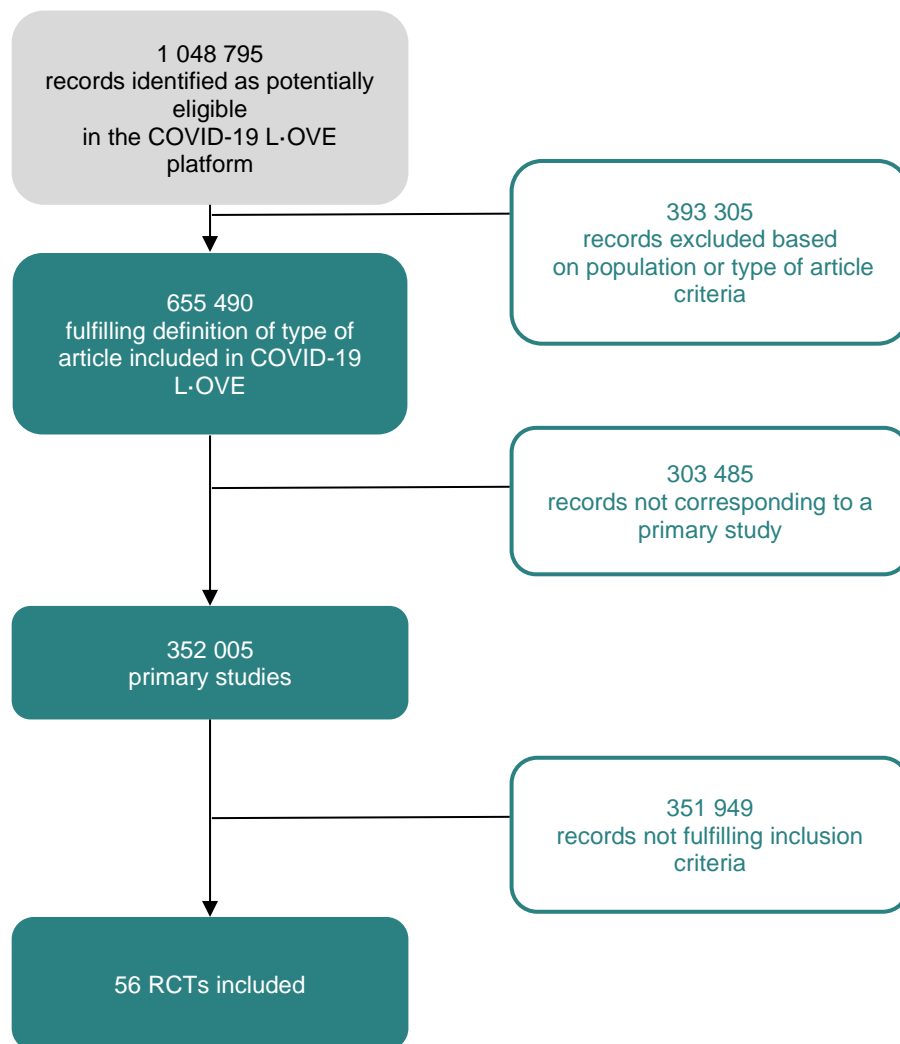 1 048 795
records identified as potentially
eligible
in the COVID-19 L·OVE
platform
393 305
records excluded based
on population or type of article
criteria
655 490
fulfilling definition of type of
article included in COVID-19
L·OVE
303 485
records not corresponding to a
primary study
352 005
primary studies
351 949
records not fulfilling inclusion
criteria
56 RCTs included